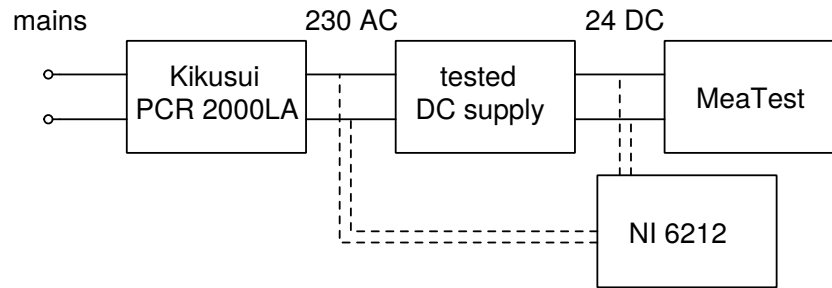 mains
230 AC
24 DC
Kikusui
PCR 2000LA
tested
DC supply
MeaTest
NI 6212